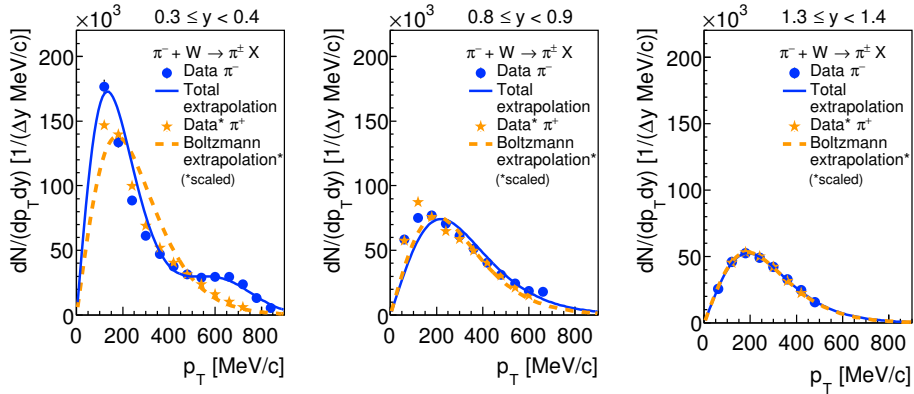 ×10³ 0.3 ≤ y < 0.4
dN/(dp_T dy) [1/(Δy MeV/c)]
π⁻ + W → π± X
Data π⁻
Total
extrapolation
Data* π⁺
Boltzmann
extrapolation*
(*scaled)
200
150
100
50
0
0 200 400 600 800
p_T [MeV/c]
×10³ 0.8 ≤ y < 0.9
dN/(dp_T dy) [1/(Δy MeV/c)]
π⁻ + W → π± X
Data π⁻
Total
extrapolation
Data* π⁺
Boltzmann
extrapolation*
(*scaled)
200
150
100
50
0
0 200 400 600 800
p_T [MeV/c]
×10³ 1.3 ≤ y < 1.4
dN/(dp_T dy) [1/(Δy MeV/c)]
π⁻ + W → π± X
Data π⁻
Total
extrapolation
Data* π⁺
Boltzmann
extrapolation*
(*scaled)
200
150
100
50
0
0 200 400 600 800
p_T [MeV/c]